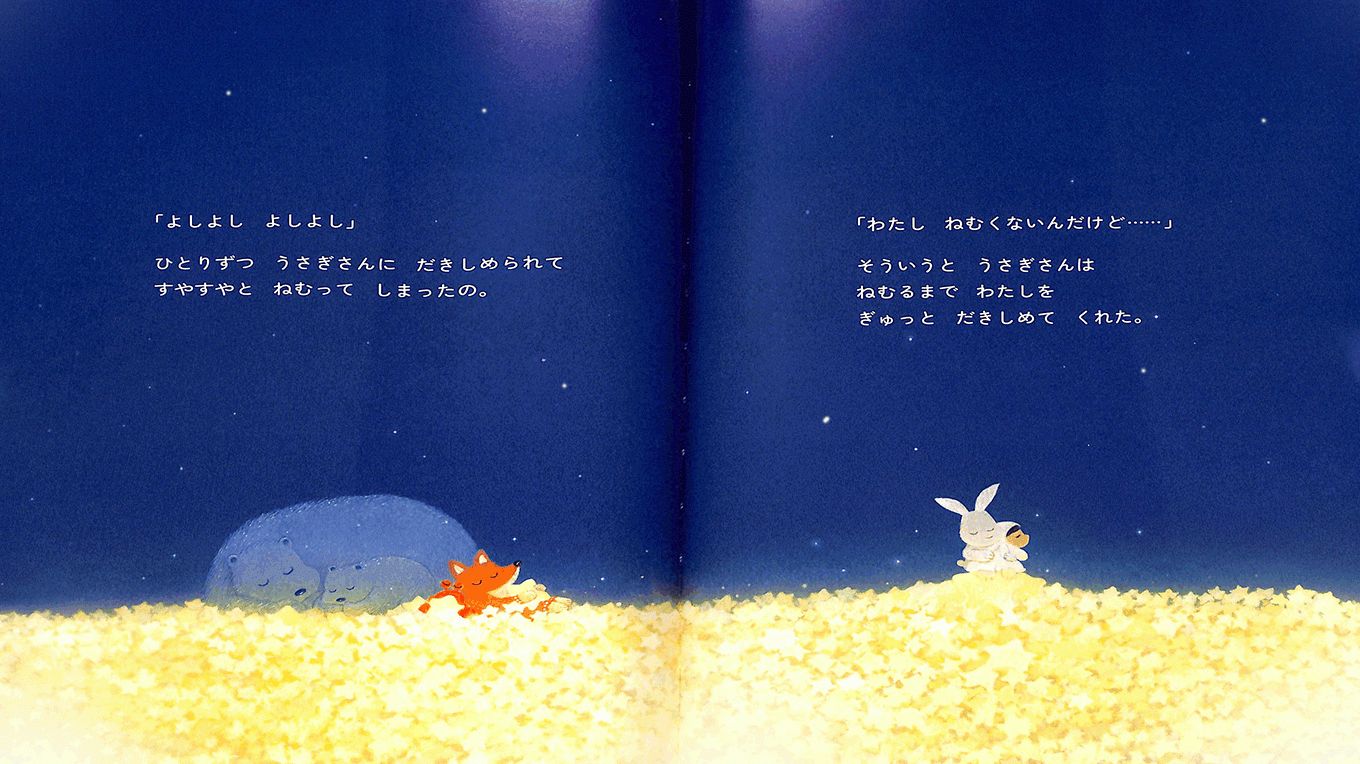 「よしよし　よしよし」
ひとりずつ　うさぎさんに　だきしめられて
すやすやと　ねむって　しまったの。
「わたし　ねむくないんだけど……」
そういうと　うさぎさんは
ねむるまで　わたしを
ぎゅっと　だきしめて　くれた。